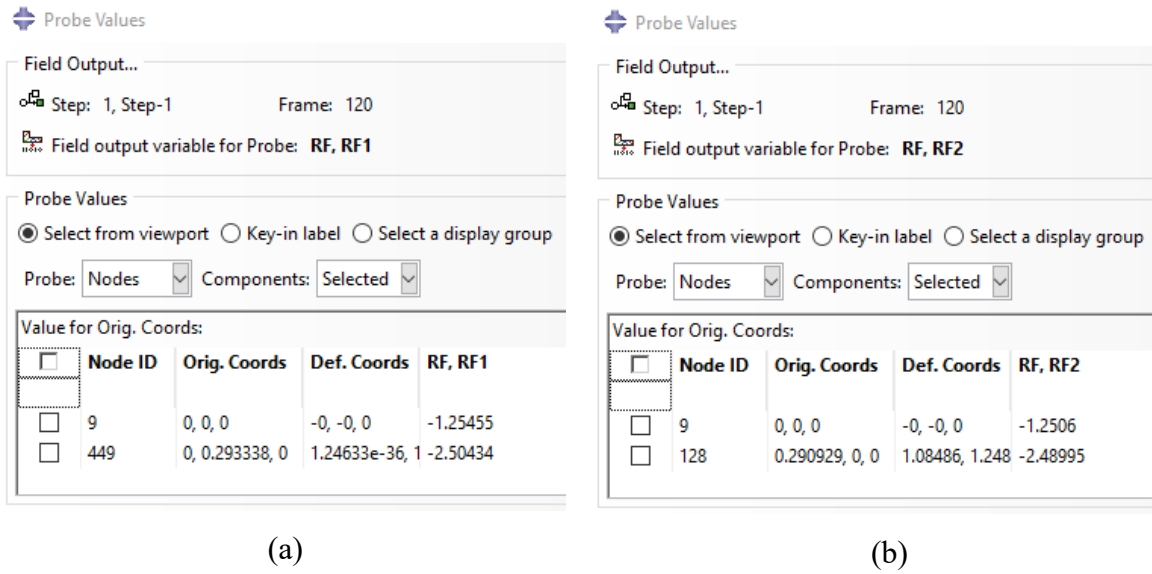 Probe Values
Field Output...
Step: 1, Step-1 Frame: 120
Field output variable for Probe: RF, RF1
Probe Values
Select from viewport Key-in label Select a display group
Probe: Nodes Components: Selected
Value for Orig. Coords:
Node ID Orig. Coords Def. Coords RF, RF1
9 0, 0, 0 -0, -0, 0 -1.25455
449 0, 0.293338, 0 1.24633e-36, 1 -2.50434
(a)
Probe Values
Field Output...
Step: 1, Step-1 Frame: 120
Field output variable for Probe: RF, RF2
Probe Values
Select from viewport Key-in label Select a display group
Probe: Nodes Components: Selected
Value for Orig. Coords:
Node ID Orig. Coords Def. Coords RF, RF2
9 0, 0, 0 -0, -0, 0 -1.2506
128 0.290929, 0, 0 1.08486, 1.248 -2.48995
(b)